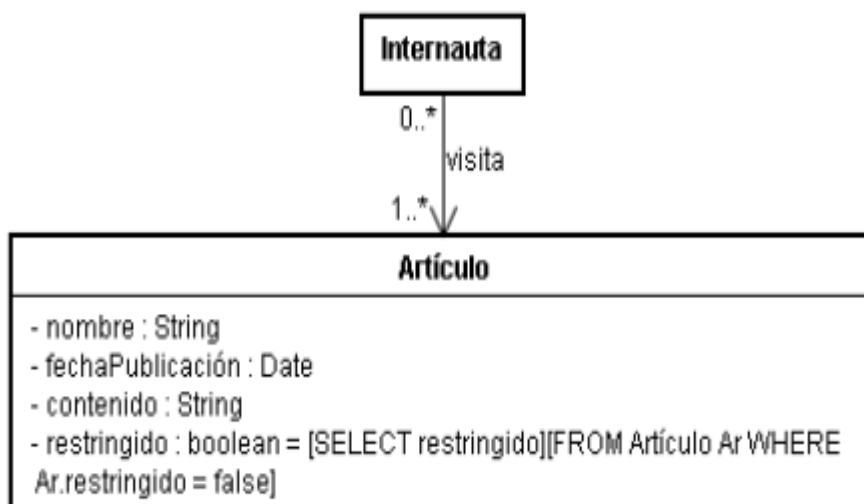 Internauta
0..*
visita
1..*
Artículo
- nombre : String
- fechaPublicación : Date
- contenido : String
- restringido : boolean = [SELECT restringido][FROM Artículo Ar WHERE
Ar.restringido = false]